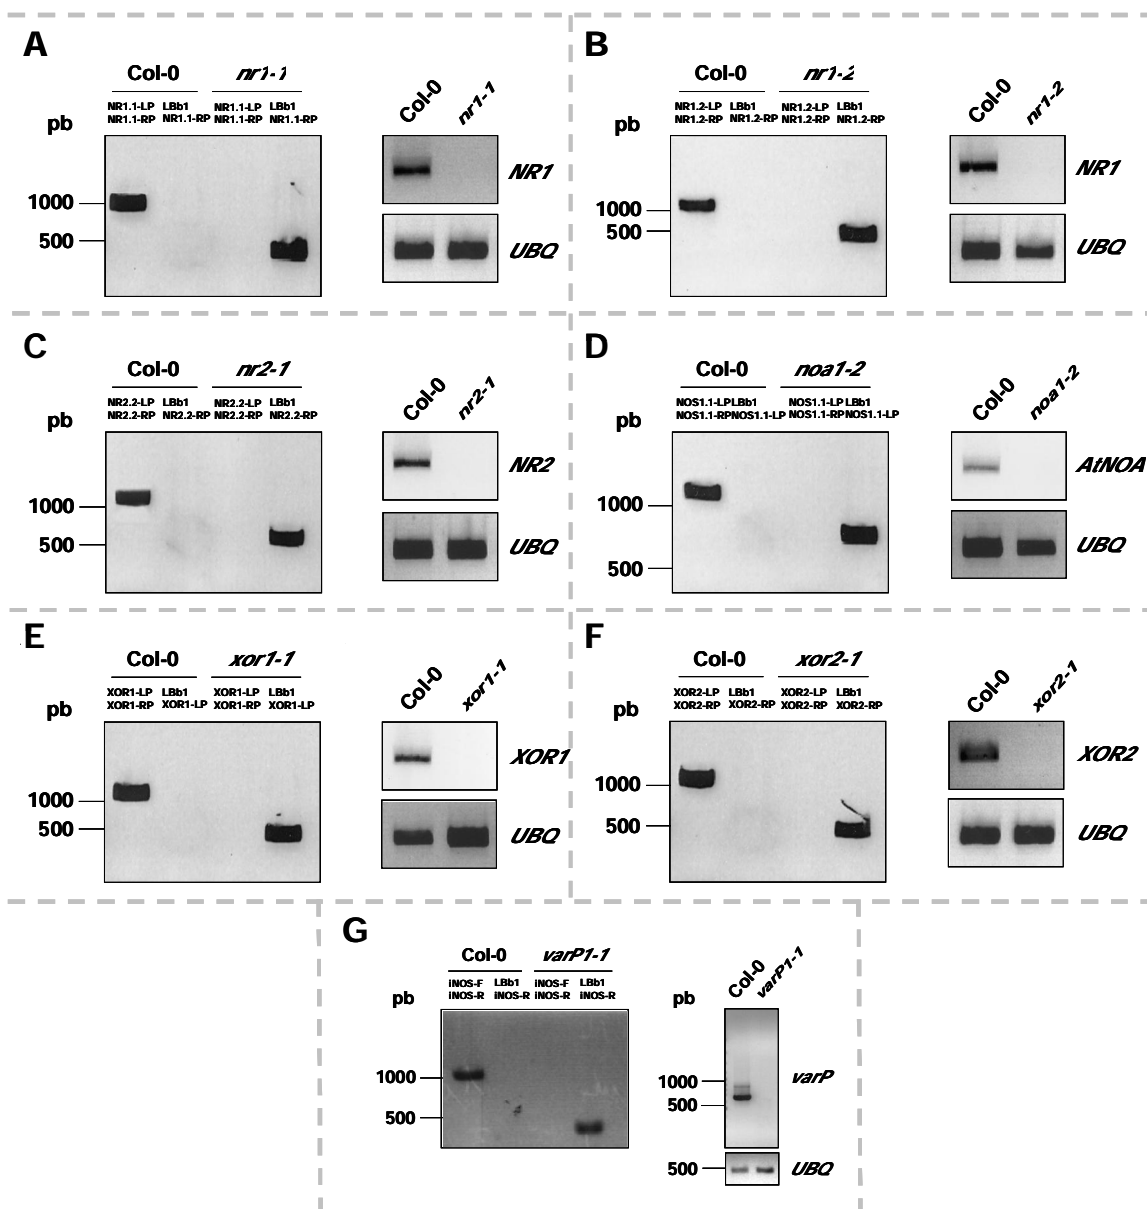 A
Col-0 nr1-1
NR1.1-LP LBb1 NR1.1-LP LBb1
NR1.1-RP NR1.1-RP NR1.1-RP NR1.1-RP
pb
1000
500
Col-0 nr1-1
NR1
UBQ
B
Col-0 nr1-2
NR1.2-LP LBb1 NR1.2-LP LBb1
NR1.2-RP NR1.2-RP NR1.2-RP NR1.2-RP
pb
1000
500
Col-0 nr1-2
NR1
UBQ
C
Col-0 nr2-1
NR2.2-LP LBb1 NR2.2-LP LBb1
NR2.2-RP NR2.2-RP NR2.2-RP NR2.2-RP
pb
1000
500
Col-0 nr2-1
NR2
UBQ
D
Col-0 noa1-2
NOS1.1-LP LBb1 NOS1.1-LP LBb1
NOS1.1-RP NOS1.1-LP NOS1.1-RP NOS1.1-LP
pb
1000
500
Col-0 noa1-2
AtNOA
UBQ
E
Col-0 xor1-1
XOR1-LP LBb1 XOR1-LP LBb1
XOR1-RP XOR1-LP XOR1-RP XOR1-LP
pb
1000
500
Col-0 xor1-1
XOR1
UBQ
F
Col-0 xor2-1
XOR2-LP LBb1 XOR2-LP LBb1
XOR2-RP XOR2-RP XOR2-RP XOR2-RP
pb
1000
500
Col-0 xor2-1
XOR2
UBQ
G
Col-0 varP1-1
iNOS-F LBb1 iNOS-F LBb1
iNOS-R iNOS-R iNOS-R iNOS-R
pb
1000
500
Col-0 varP1-1
pb
1000
500
varP
500
UBQ